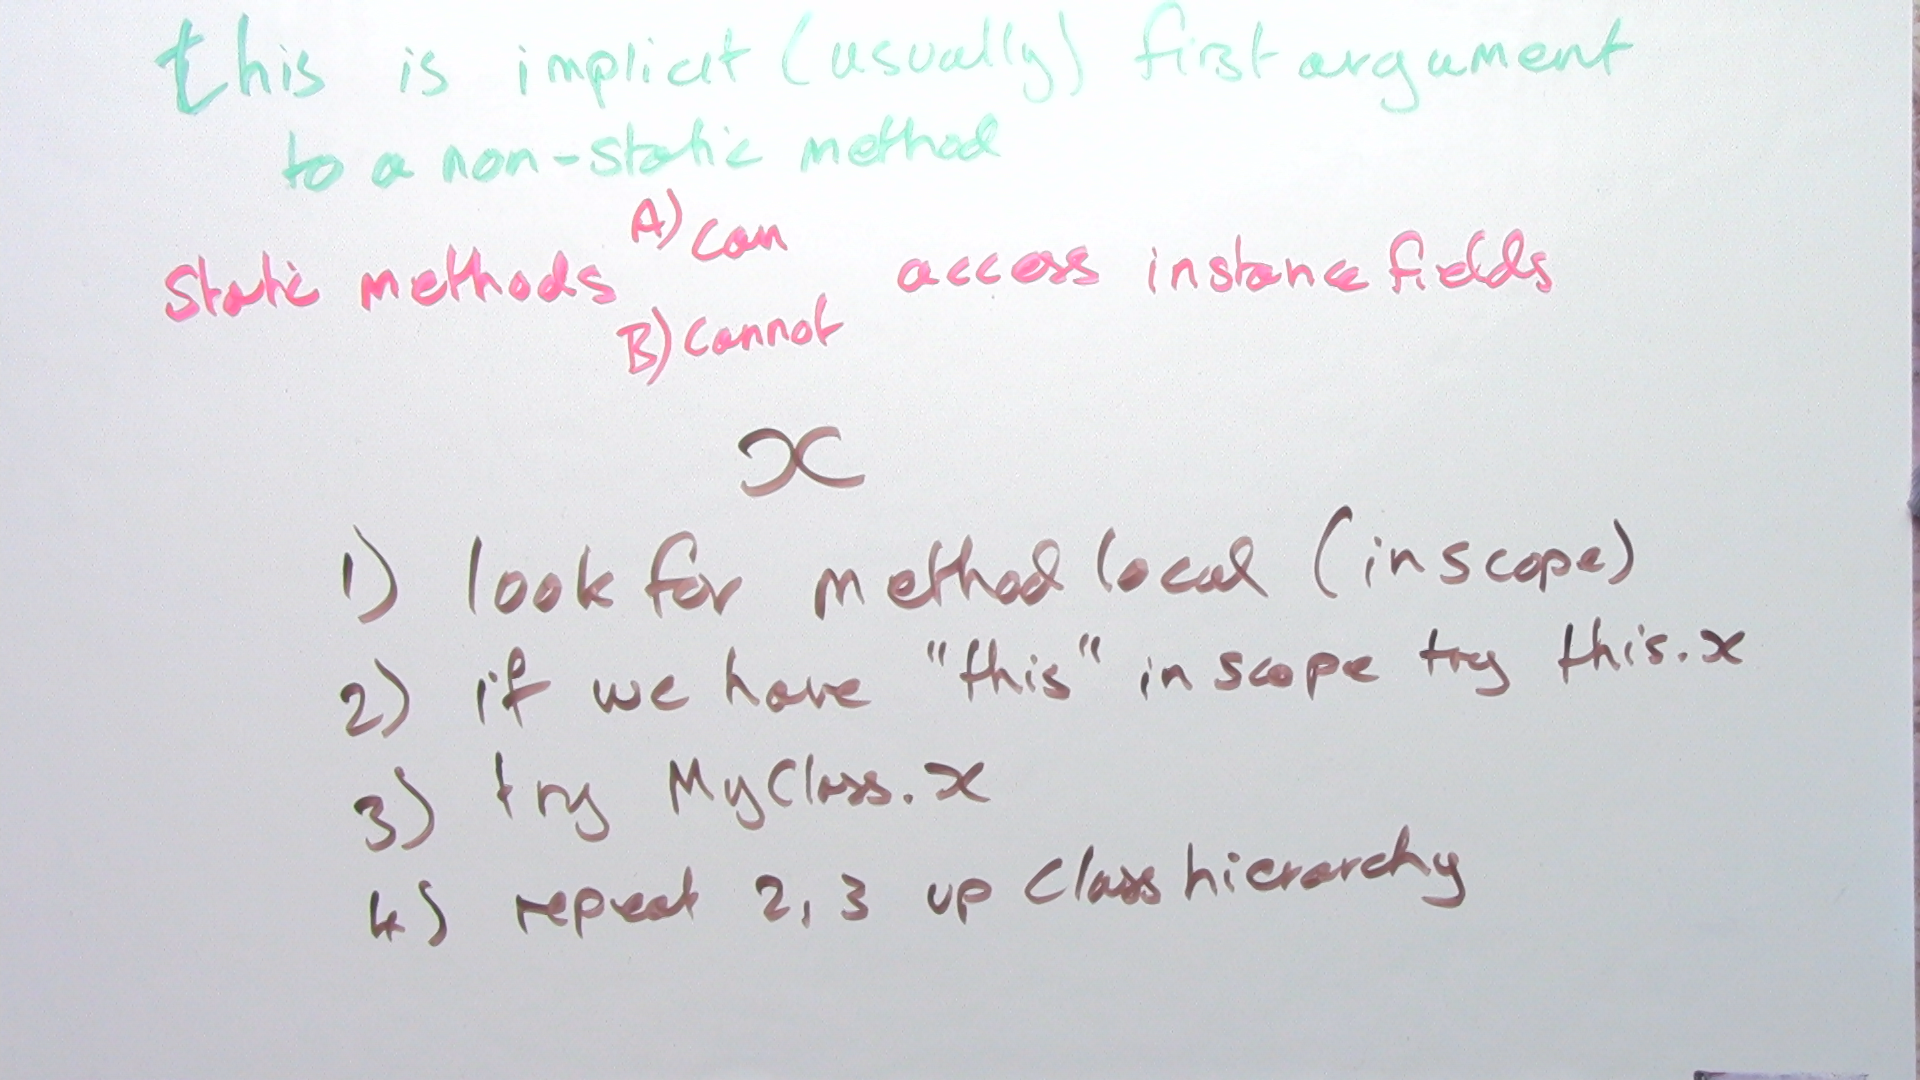 this is implicit (usually) first argument
to a non-static method
Static methods A) can access instance fields
B) cannot
x
1) look for method local (in scope)
2) if we have "this" in scope try this.x
3) try MyClass.x
4) repeat 2, 3 up Class hierarchy